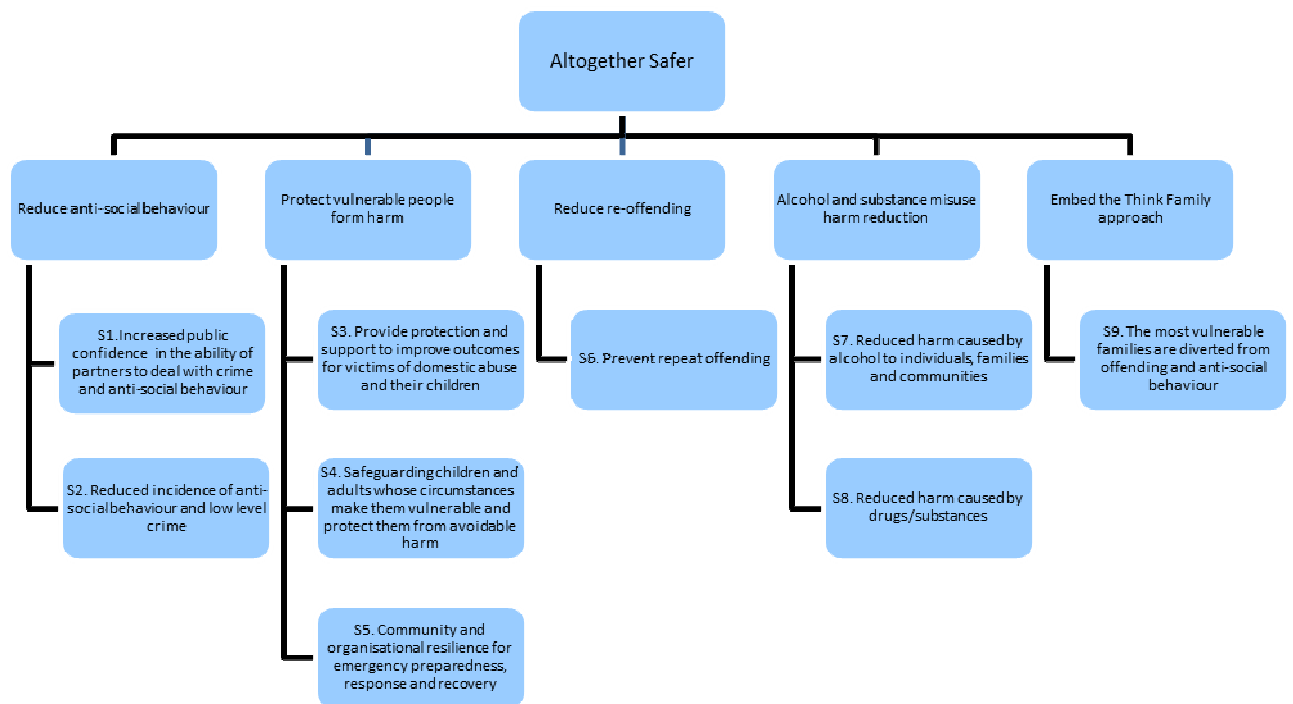 Altogether Safer
Reduce anti-social behaviour
Protect vulnerable people
form harm
Reduce re-offending
Alcohol and substance misuse
harm reduction
Embed the Think Family
approach
S1. Increased public
confidence in the ability of
partners to deal with crime
and anti-social behaviour
S2. Reduced incidence of anti-
social behaviour and low level
crime
S3. Provide protection and
support to improve outcomes
for victims of domestic abuse
and their children
S4. Safeguarding children and
adults whose circumstances
make them vulnerable and
protect them from avoidable
harm
S5. Community and
organisational resilience for
emergency preparedness,
response and recovery
S6. Prevent repeat offending
S7. Reduced harm caused by
alcohol to individuals, families
and communities
S8. Reduced harm caused by
drugs/substances
S9. The most vulnerable
families are diverted from
offending and anti-social
behaviour